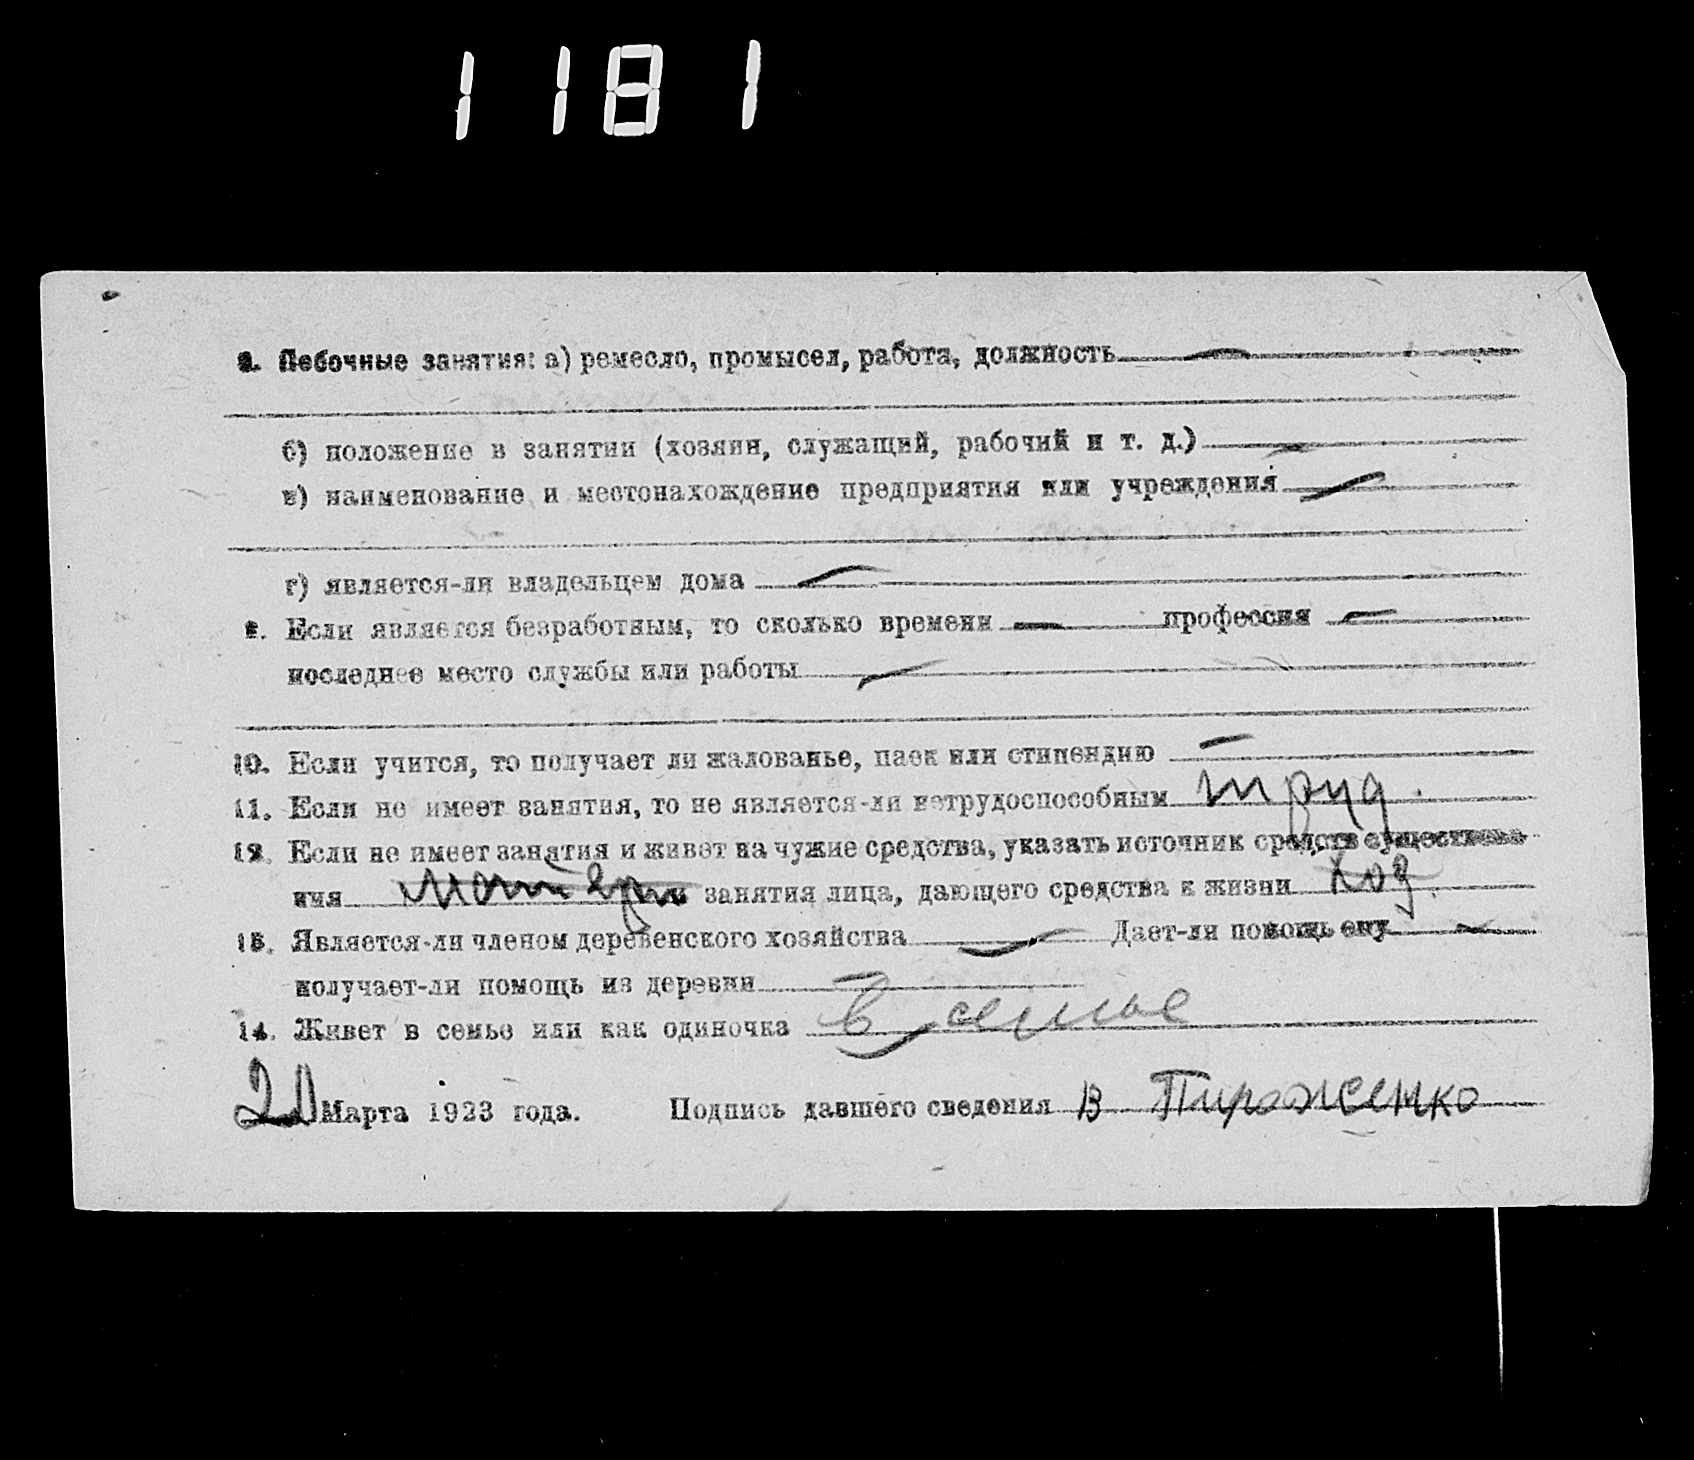 1181
8. Побочные занятия: а) ремесло, промысел, работа, должность
б) положение в занятии (хозяин, служащий, рабочий и т. д.)
в) наименование и местонахождение предприятия или учреждения
г) является-ли владельцем дома
9. Если является безработным, то сколько времени — профессия —
последнее место службы или работы
10. Если учится, то получает ли жалованье, паек или стипендию —
11. Если не имеет занятия, то не является-ли нетрудоспособным труд.
12. Если не имеет занятия и живет на чужие средства, указать источник средств существова-
ния занятия лица, дающего средства к жизни хоз.
13. Является-ли членом деревенского хозяйства Дает-ли помощь ему
получает-ли помощь из деревни
14. Живет в семье или как одиночка в семье
20 Марта 1923 года. Подпись давшего сведения В Пироженко